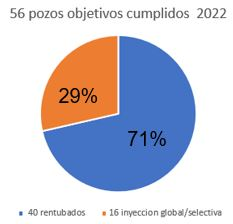 56 pozos objetivos cumplidos 2022
29%
71%
40 rentubados 16 inyeccion global/selectiva